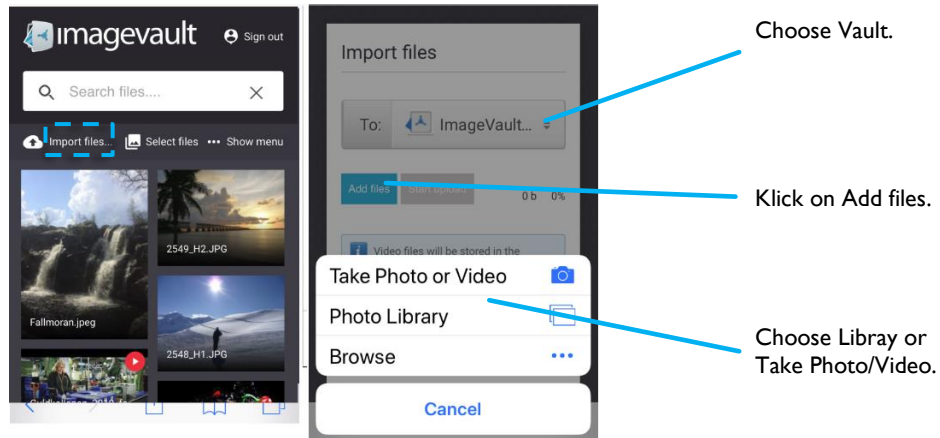 imagevault
Sign out
Search files....
Import files...
Select files
Show menu
2549_H2.JPG
Fallmoran.jpeg
2548_H1.JPG
Import files
To:
ImageVault...
Add files
Start upload
0 b 0%
Video files will be stored in the
Take Photo or Video
Photo Library
Browse
Cancel
Choose Vault.
Klick on Add files.
Choose Libray or
Take Photo/Video.